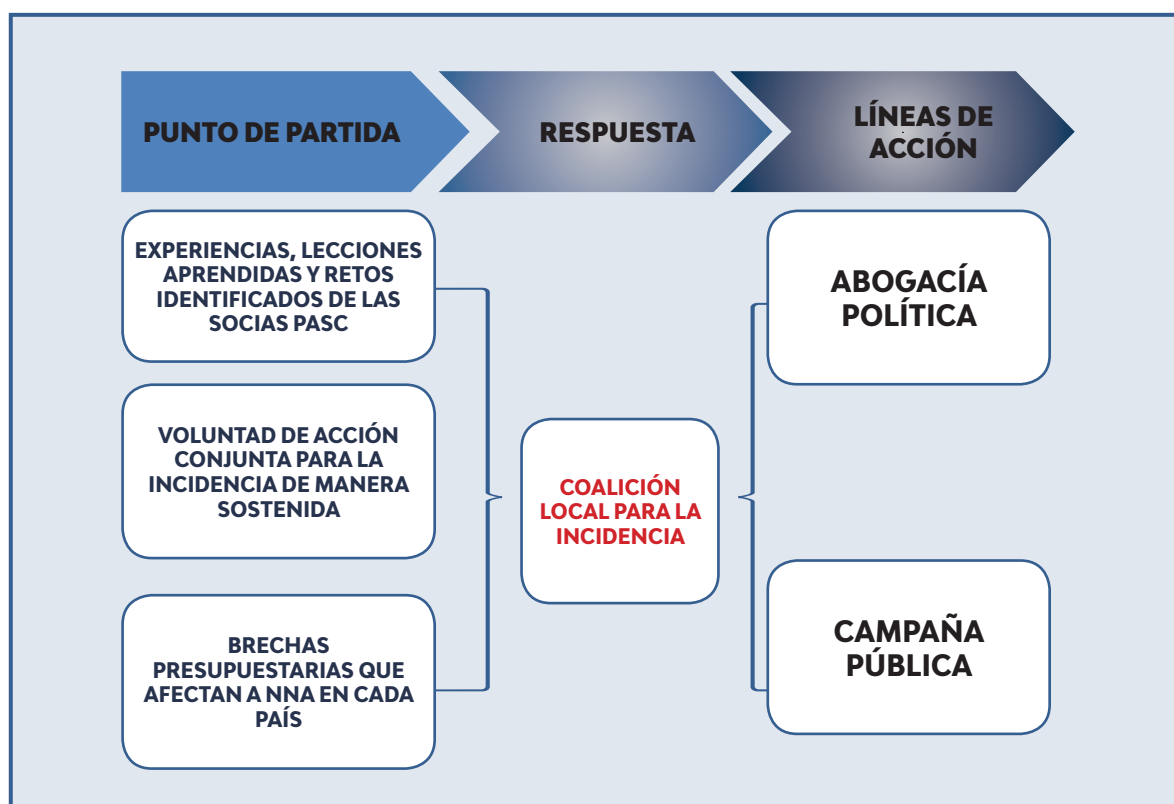 PUNTO DE PARTIDA
RESPUESTA
LÍNEAS DE
ACCIÓN
EXPERIENCIAS, LECCIONES
APRENDIDAS Y RETOS
IDENTIFICADOS DE LAS
SOCIAS PASC
VOLUNTAD DE ACCIÓN
CONJUNTA PARA LA
INCIDENCIA DE MANERA
SOSTENIDA
BRECHAS
PRESUPUESTARIAS QUE
AFECTAN A NNA EN CADA
PAÍS
COALICIÓN
LOCAL PARA LA
INCIDENCIA
ABOGACÍA
POLÍTICA
CAMPAÑA
PÚBLICA